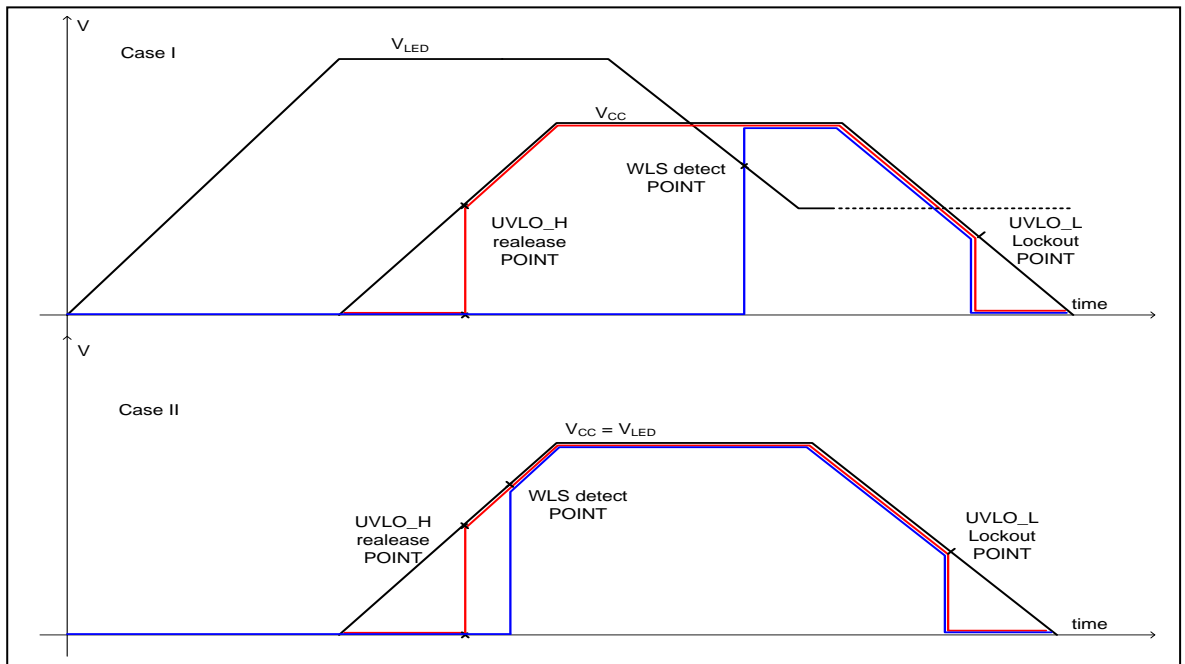 V
Case I
VLED
VCC
WLS detect
POINT
UVLO_H
realease
POINT
UVLO_L
Lockout
POINT
time
V
Case II
VCC = VLED
WLS detect
POINT
UVLO_H
realease
POINT
UVLO_L
Lockout
POINT
time